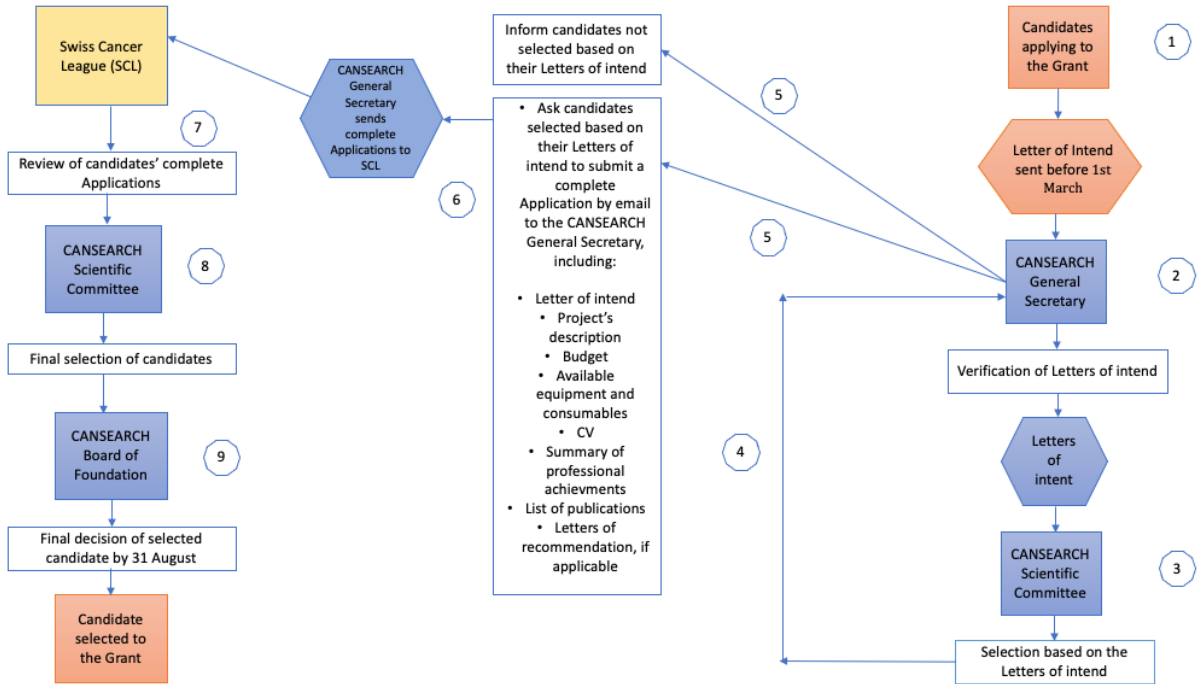 Candidates
applying to
the Grant
1
Letter of Intend
sent before 1st
March
CANSEARCH
General
Secretary
2
Verification of Letters of intend
Letters
of
intent
CANSEARCH
Scientific
Committee
3
Selection based on the
Letters of intend
4
5
Inform candidates not
selected based on
their Letters of intend
5
• Ask candidates
selected based on
their Letters of
intend to submit a
complete
Application by email
to the CANSEARCH
General Secretary,
including:
• Letter of intend
• Project's
description
• Budget
• Available
equipment and
consumables
• CV
• Summary of
professional
achievments
• List of publications
• Letters of
recommendation, if
applicable
6
CANSEARCH
General
Secretary
sends
complete
Applications to
SCL
Swiss Cancer
League (SCL)
7
Review of candidates' complete
Applications
CANSEARCH
Scientific
Committee
8
Final selection of candidates
CANSEARCH
Board of
Foundation
9
Final decision of selected
candidate by 31 August
Candidate
selected to
the Grant